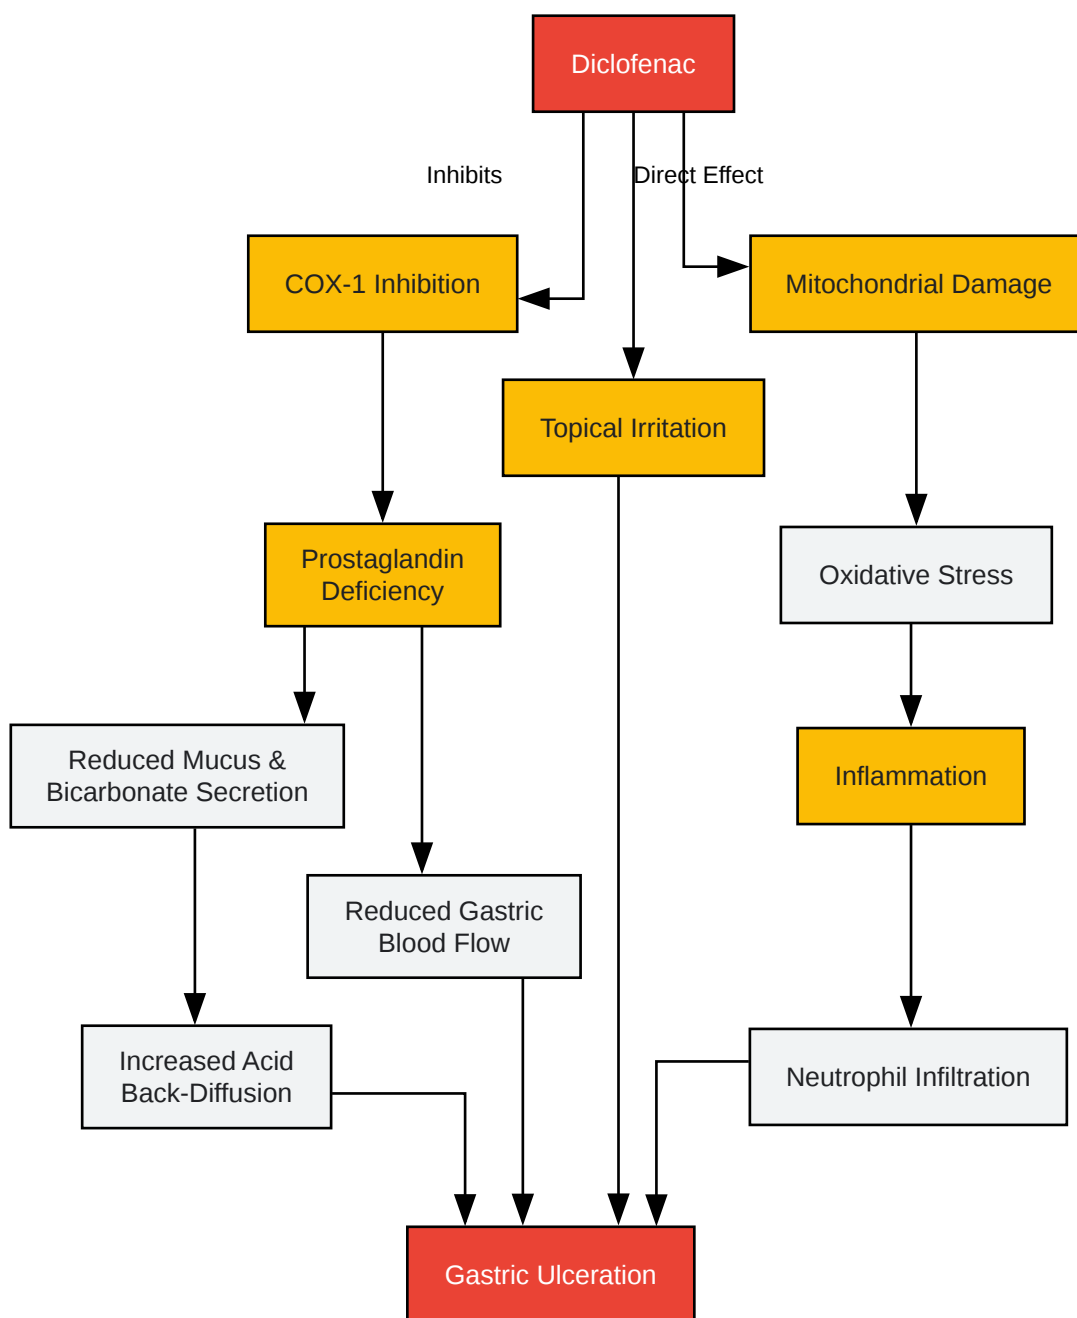 Diclofenac
Inhibits
Direct Effect
COX-1 Inhibition
Mitochondrial Damage
Topical Irritation
Prostaglandin
Deficiency
Oxidative Stress
Reduced Mucus &
Bicarbonate Secretion
Inflammation
Reduced Gastric
Blood Flow
Increased Acid
Back-Diffusion
Neutrophil Infiltration
Gastric Ulceration